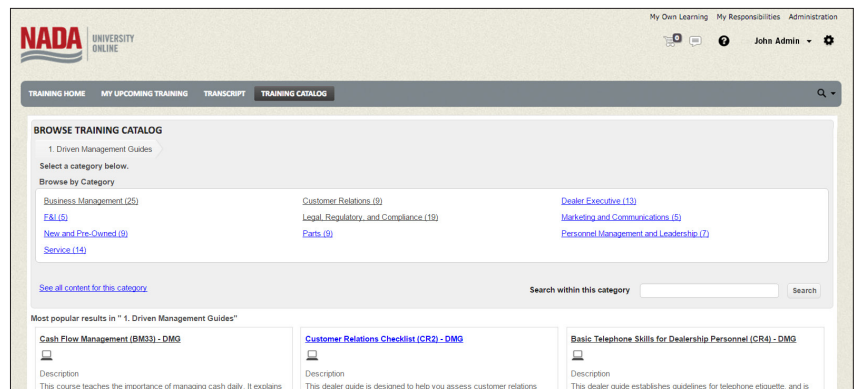 My Own Learning My Responsibilities Administration
NADA UNIVERSITY
ONLINE
0
John Admin
TRAINING HOME MY UPCOMING TRAINING TRANSCRIPT TRAINING CATALOG
BROWSE TRAINING CATALOG
1. Driven Management Guides
Select a category below.
Browse by Category
Business Management (25) Customer Relations (9) Dealer Executive (13)
F&I (5) Legal, Regulatory, and Compliance (19) Marketing and Communications (5)
New and Pre-Owned (9) Parts (9) Personnel Management and Leadership (7)
Service (14)
See all content for this category Search within this category Search
Most popular results in " 1. Driven Management Guides"
Cash Flow Management (BM33) - DMG Customer Relations Checklist (CR2) - DMG Basic Telephone Skills for Dealership Personnel (CR4) - DMG
Description Description Description
This course teaches the importance of managing cash daily. It explains This dealer guide is designed to help you assess customer relations This dealer guide establishes guidelines for telephone etiquette, and is